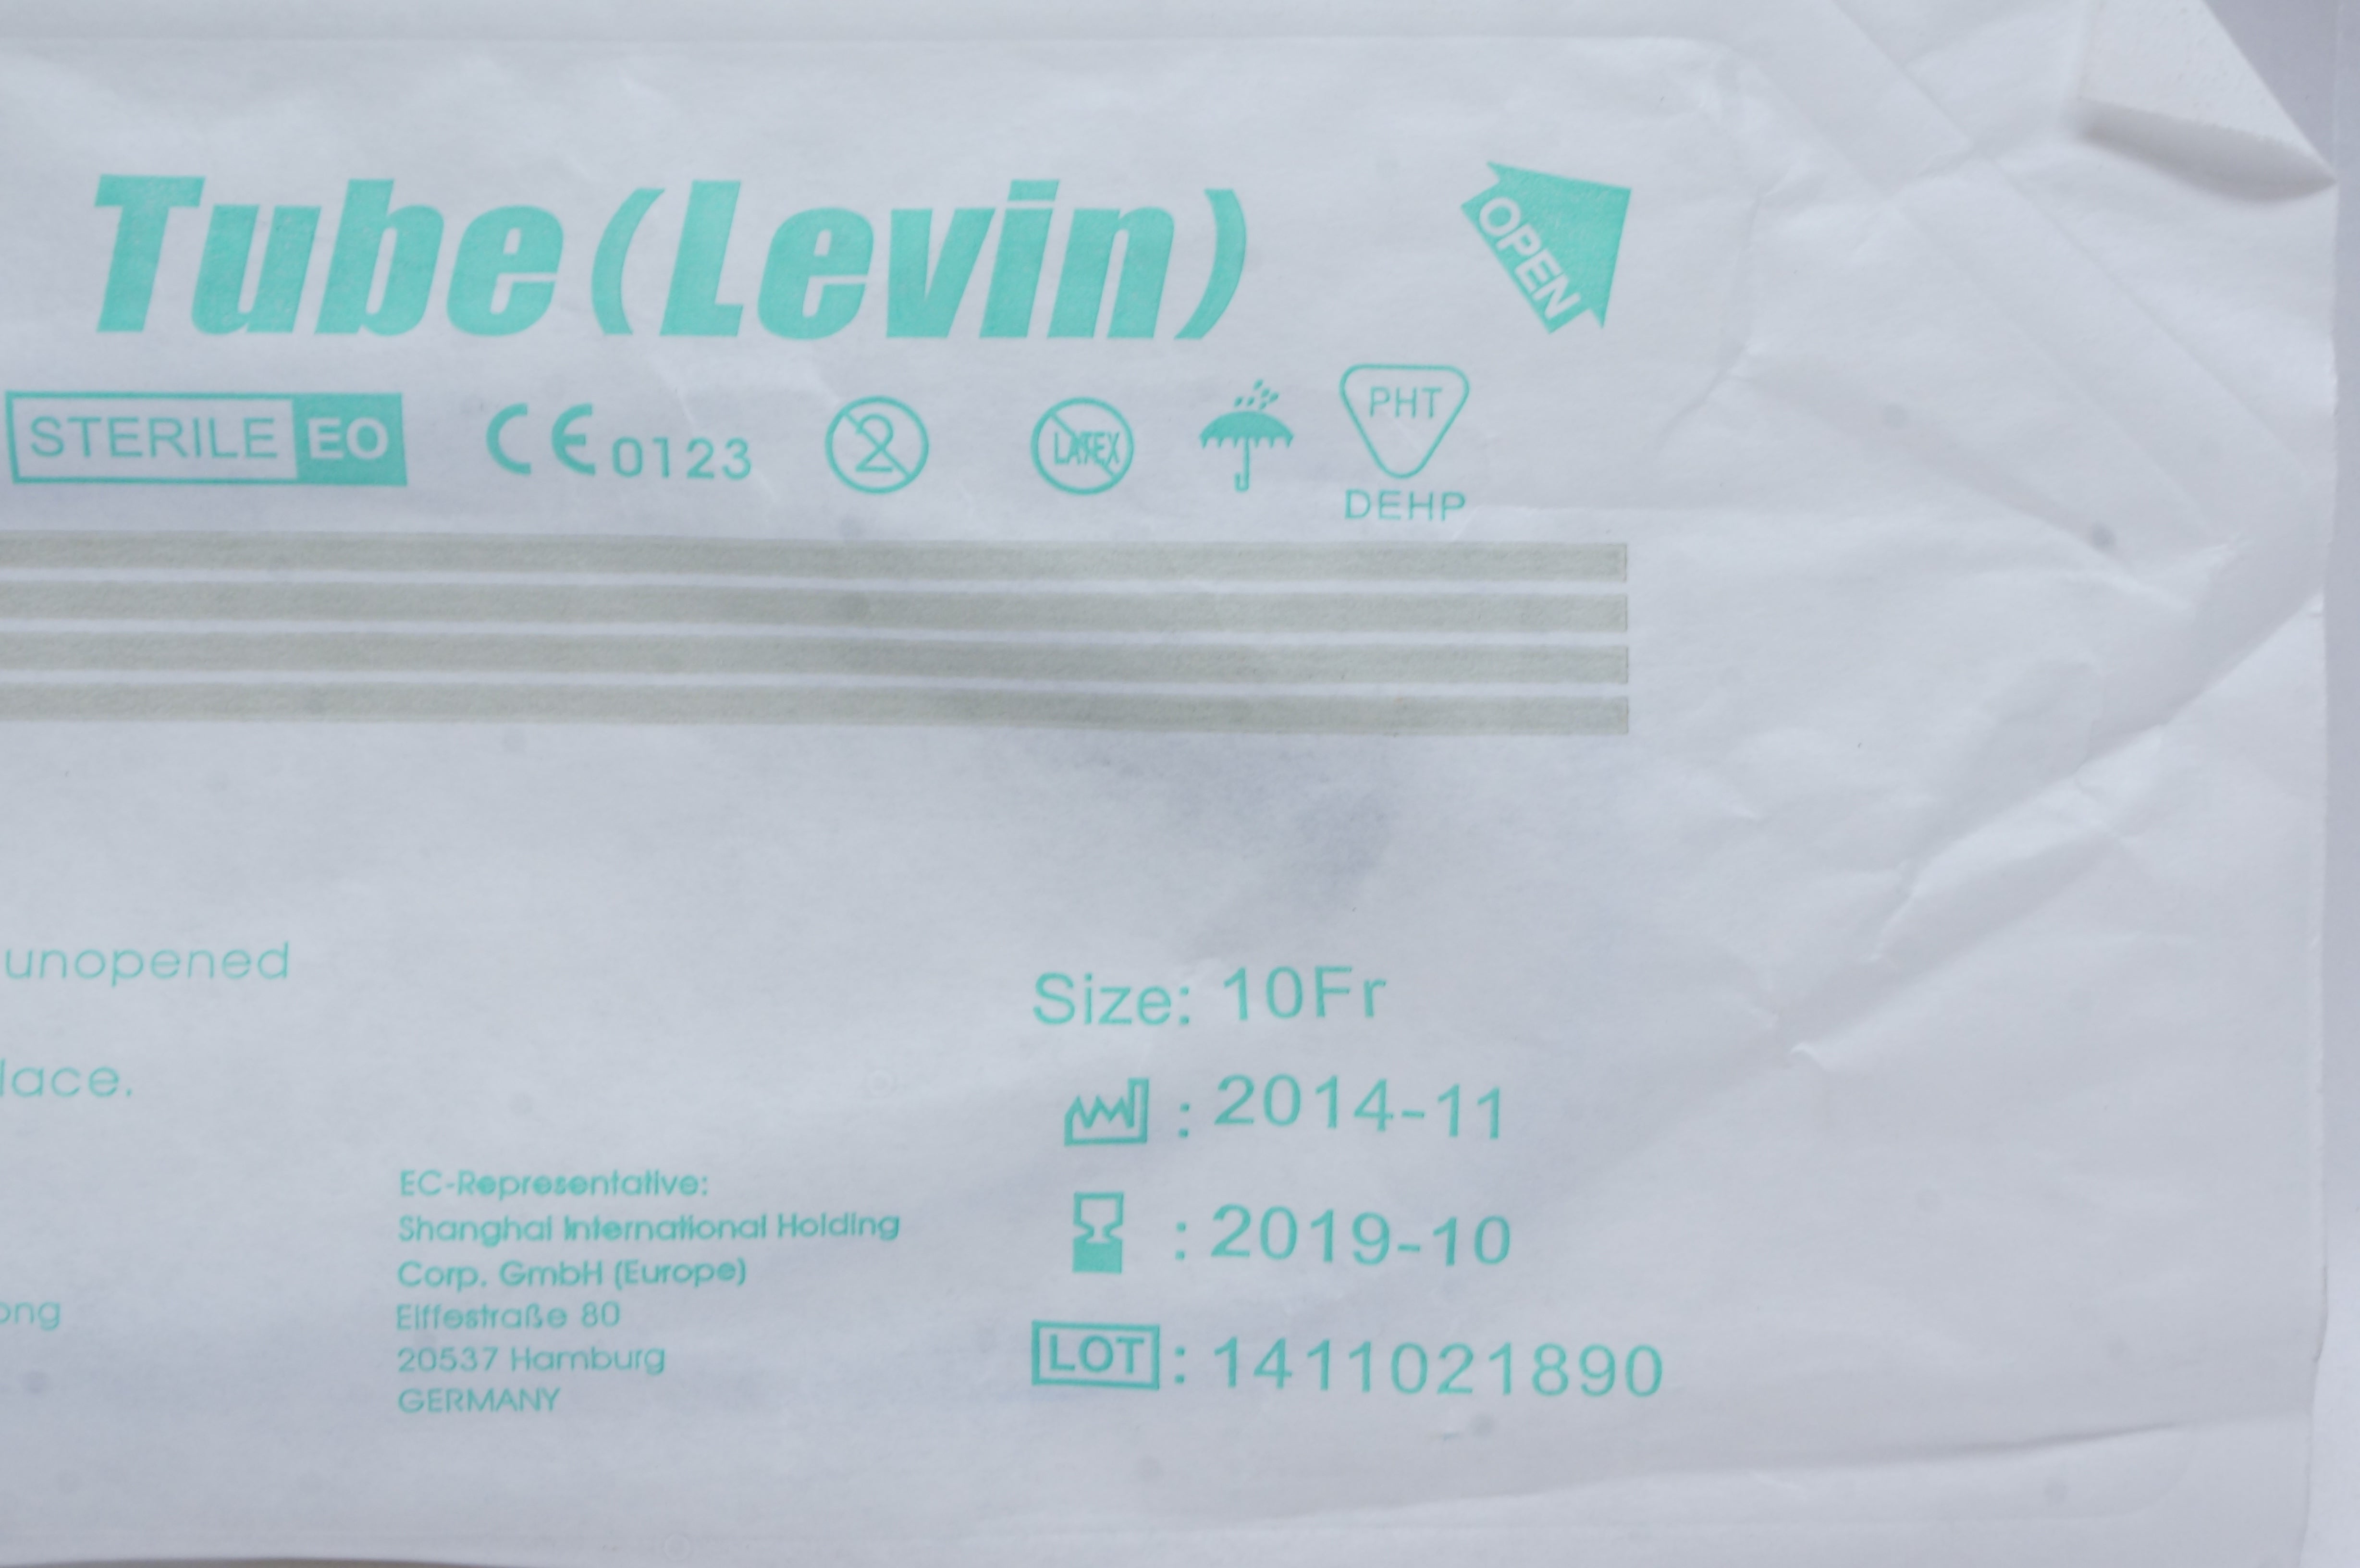 Tube (Levin)
OPEN
STERILE EO
CE 0123
2
LATEX
PHT
DEHP
unopened
lace.
ong
EC-Representative:
Shanghai International Holding
Corp. GmbH (Europe)
Eiffestraße 80
20537 Hamburg
GERMANY
Size: 10Fr
: 2014-11
: 2019-10
LOT : 1411021890